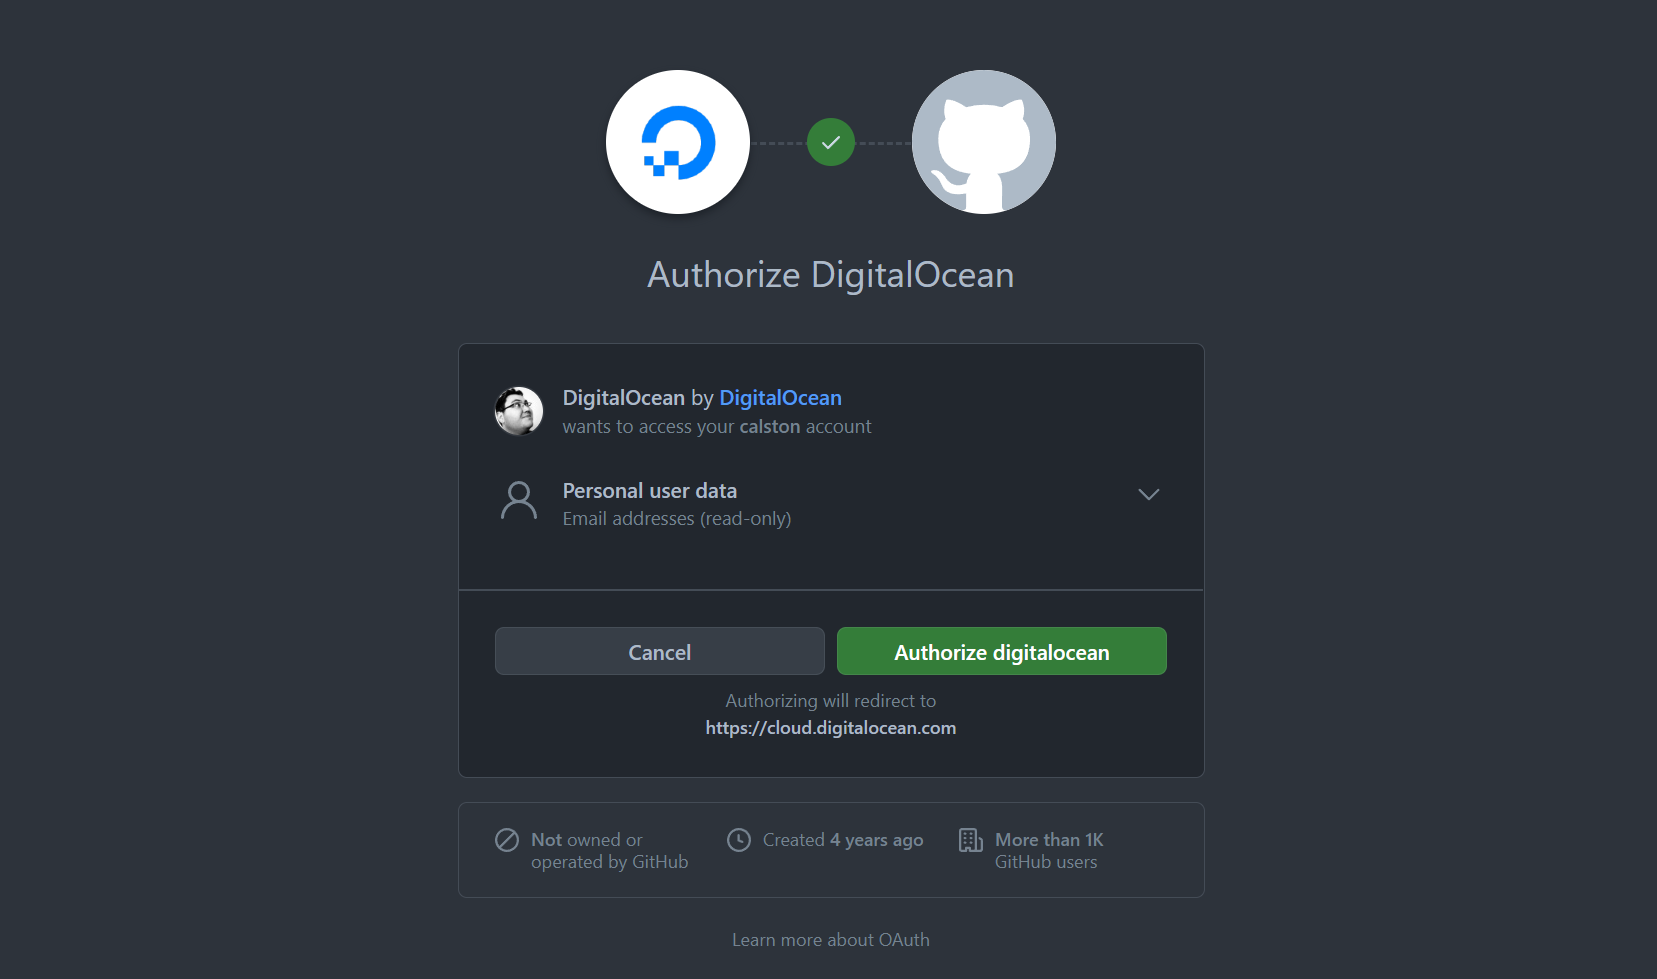 Authorize DigitalOcean
DigitalOcean by DigitalOcean
wants to access your calston account
Personal user data
Email addresses (read-only)
Cancel
Authorize digitalocean
Authorizing will redirect to
https://cloud.digitalocean.com
Not owned or
operated by GitHub
Created 4 years ago
More than 1K
GitHub users
Learn more about OAuth